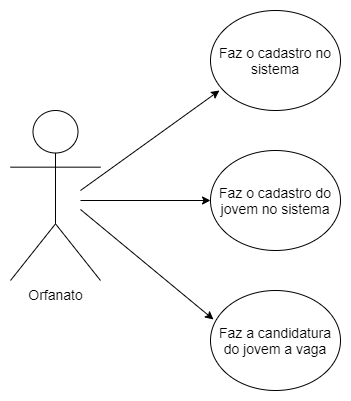 Faz o cadastro no
sistema
Faz o cadastro do
jovem no sistema
Orfanato
Faz a candidatura
do jovem a vaga